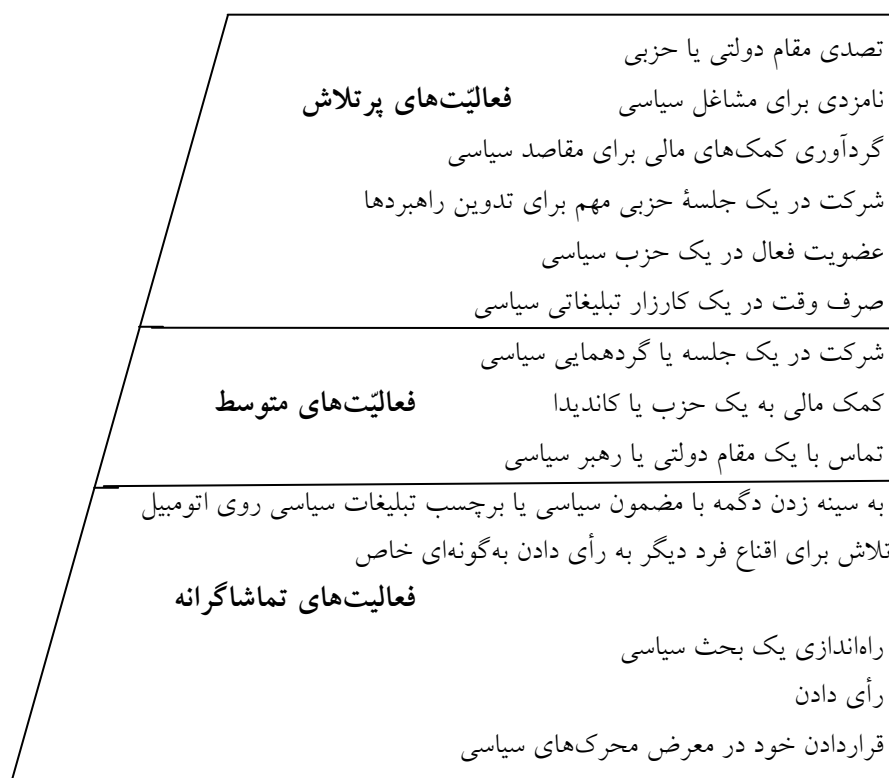 تصدی مقام دولتی یا حزبی
نامزدی برای مشاغل سیاسی فعالیّت‌های پرتلاش
گردآوری کمک‌های مالی برای مقاصد سیاسی
شرکت در یک جلسهٔ حزبی مهم برای تدوین راهبردها
عضویت فعال در یک حزب سیاسی
صرف وقت در یک کارزار تبلیغاتی سیاسی
شرکت در یک جلسه یا گردهمایی سیاسی
کمک مالی به یک حزب یا کاندیدا فعالیّت‌های متوسط
تماس با یک مقام دولتی یا رهبر سیاسی
به سینه زدن دگمه با مضمون سیاسی یا برچسب تبلیغات سیاسی روی اتومبیل
تلاش برای اقناع فرد دیگر به رأی دادن به‌گونه‌ای خاص
فعالیت‌های تماشاگرانه
راه‌اندازی یک بحث سیاسی
رأی دادن
قراردادن خود در معرض محرک‌های سیاسی